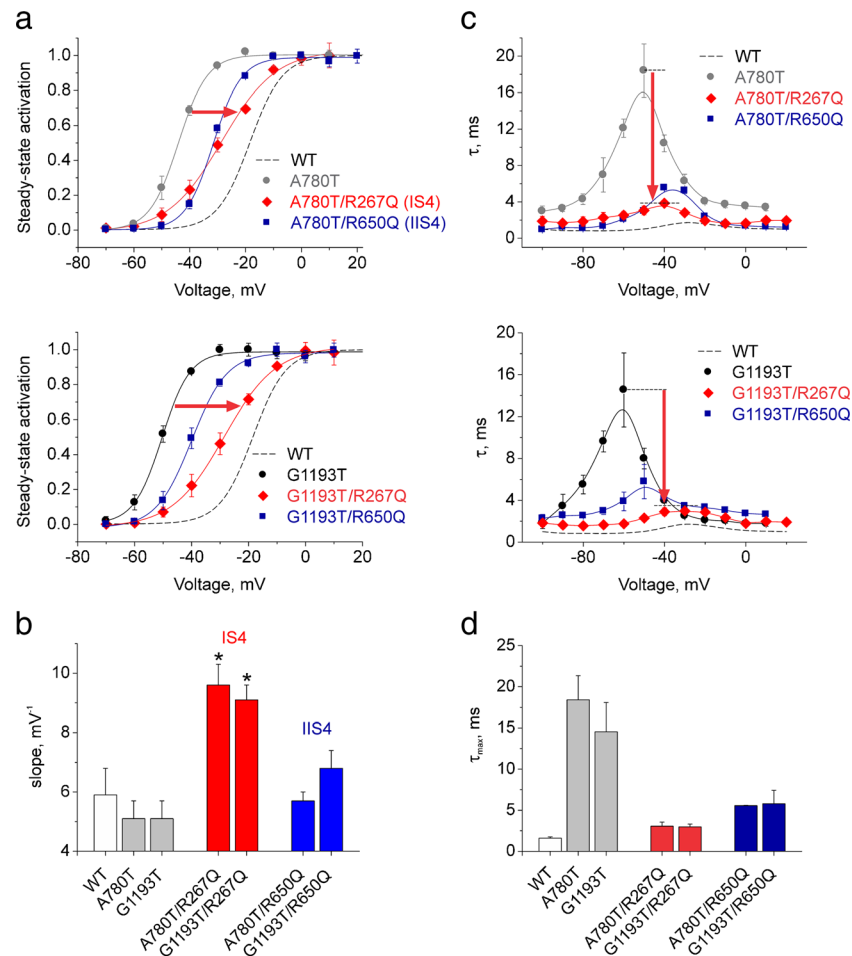 a
1.0
0.8
0.6
0.4
0.2
0.0
Steady-state activation
WT
A780T
A780T/R267Q (IS4)
A780T/R650Q (IIS4)
-80 -60 -40 -20 0 20
Voltage, mV
1.0
0.8
0.6
0.4
0.2
0.0
Steady-state activation
WT
G1193T
G1193T/R267Q
G1193T/R650Q
-80 -60 -40 -20 0 20
Voltage, mV
c
20
16
12
8
4
0
τ, ms
WT
A780T
A780T/R267Q
A780T/R650Q
-80 -40 0
Voltage, mV
20
16
12
8
4
0
τ, ms
WT
G1193T
G1193T/R267Q
G1193T/R650Q
-80 -40 0
Voltage, mV
b
10
8
6
4
slope, mV⁻¹
IS4
* *
IIS4
WT
A780T
G1193T
A780T/R267Q
G1193T/R267Q
A780T/R650Q
G1193T/R650Q
d
25
20
15
10
5
0
τmax, ms
WT
A780T
G1193T
A780T/R267Q
G1193T/R267Q
A780T/R650Q
G1193T/R650Q